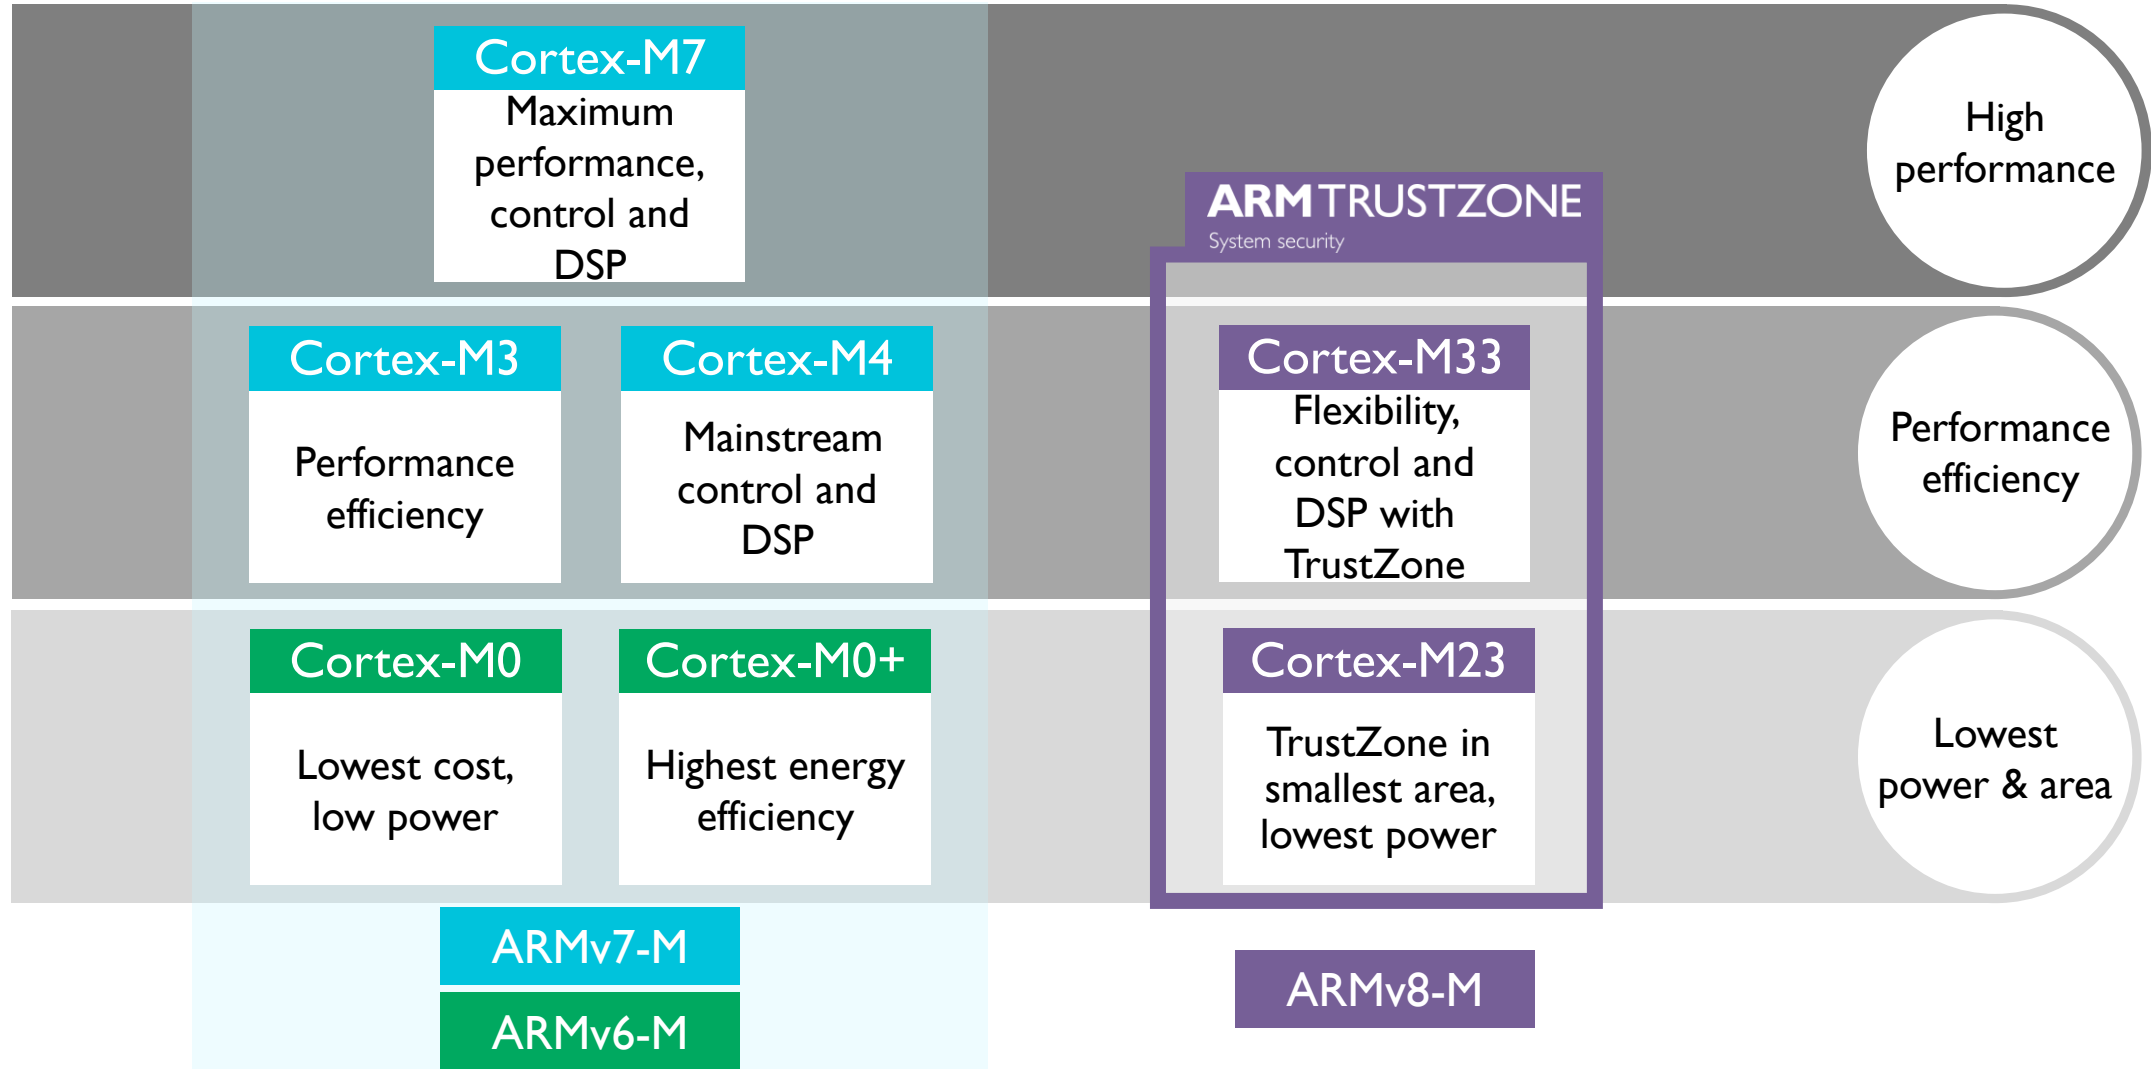 Cortex-M7
Maximum
performance,
control and
DSP
High
performance
ARM TRUSTZONE
System security
Cortex-M3
Performance
efficiency
Cortex-M4
Mainstream
control and
DSP
Cortex-M33
Flexibility,
control and
DSP with
TrustZone
Performance
efficiency
Cortex-M0
Lowest cost,
low power
Cortex-M0+
Highest energy
efficiency
Cortex-M23
TrustZone in
smallest area,
lowest power
Lowest
power & area
ARMv7-M
ARMv6-M
ARMv8-M